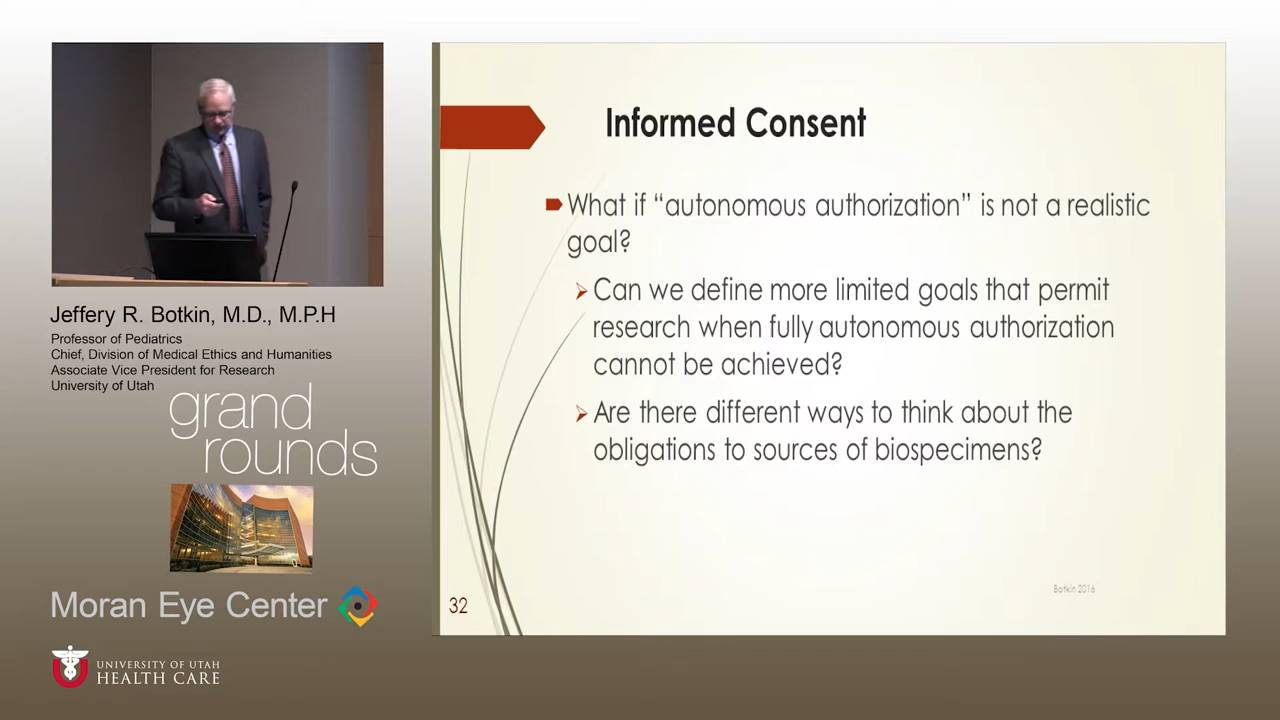 Jeffery R. Botkin, M.D., M.P.H
Professor of Pediatrics
Chief, Division of Medical Ethics and Humanities
Associate Vice President for Research
University of Utah
grand
rounds
Moran Eye Center
UNIVERSITY OF UTAH
HEALTH CARE
Informed Consent
What if “autonomous authorization” is not a realistic
goal?
Can we define more limited goals that permit
research when fully autonomous authorization
cannot be achieved?
Are there different ways to think about the
obligations to sources of biospecimens?
Botkin 2016
32